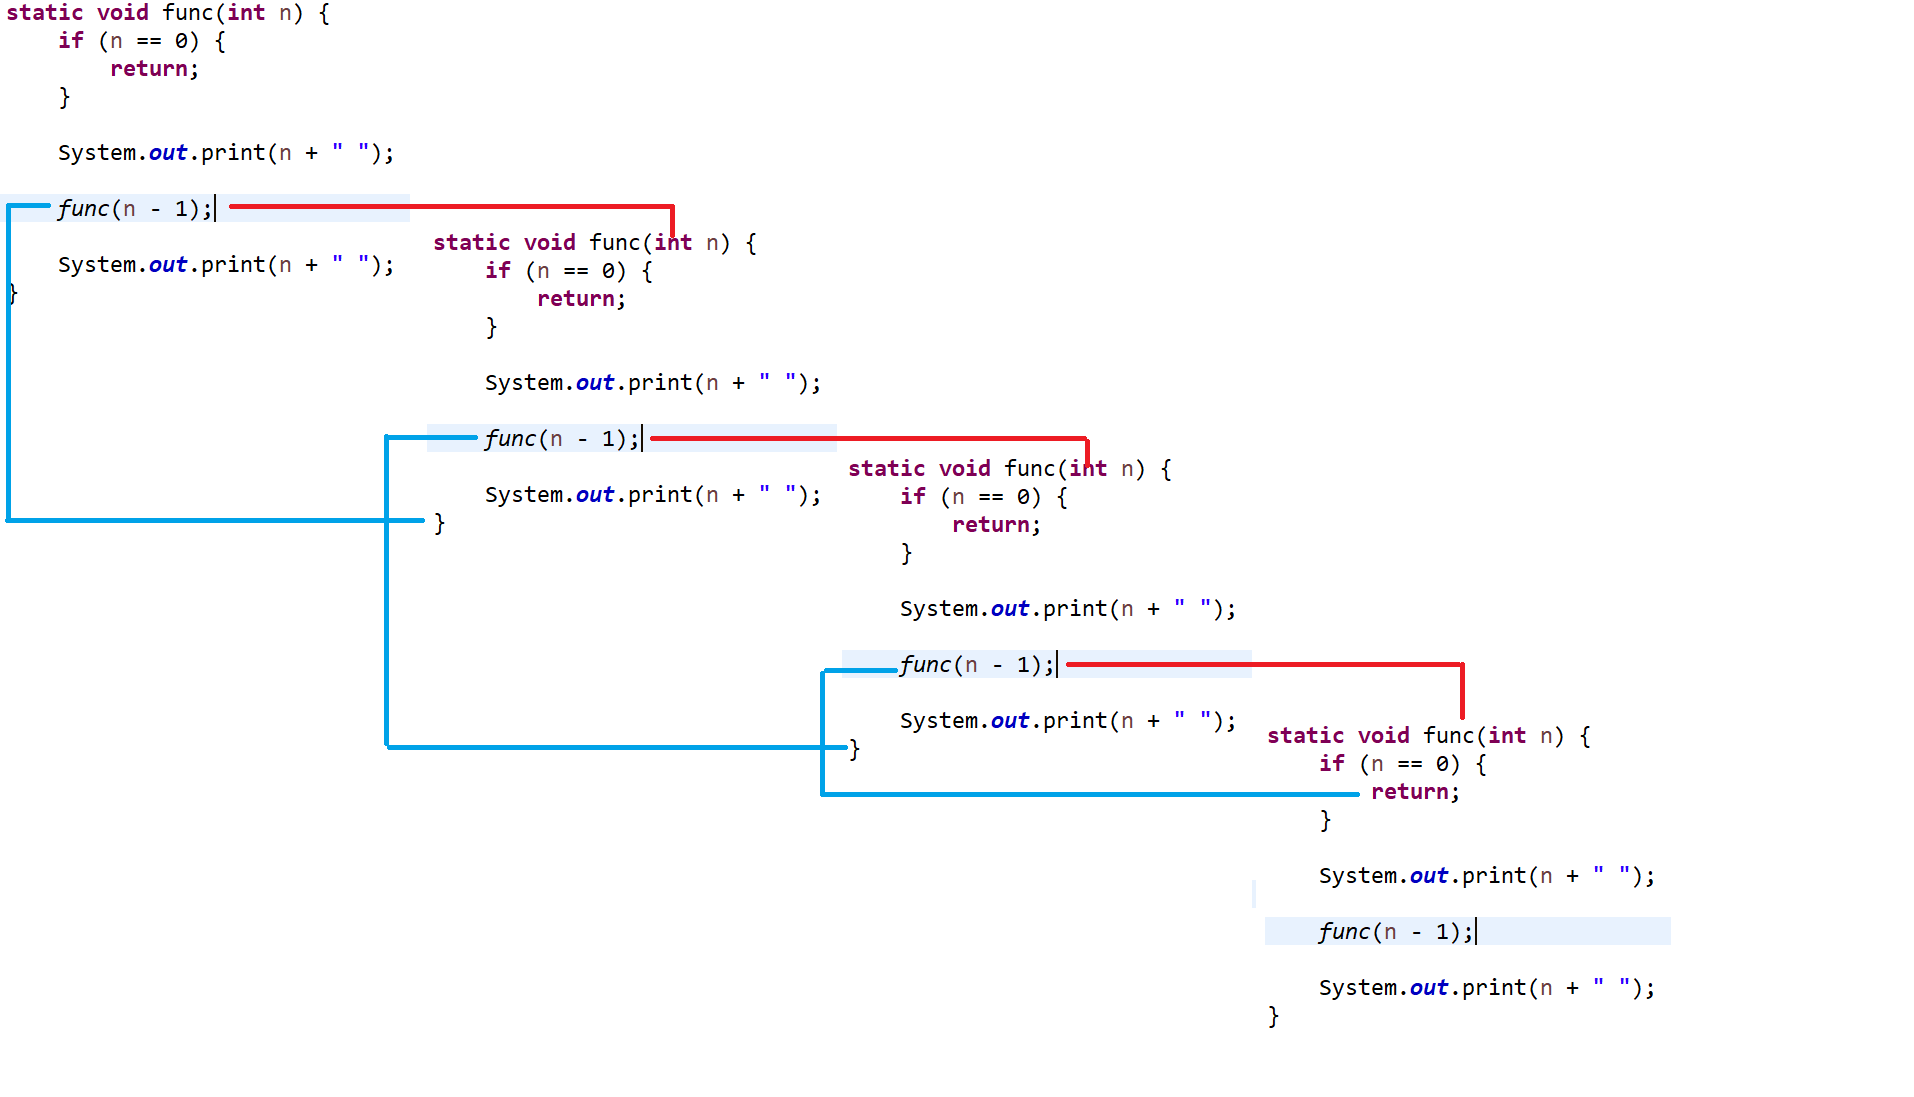 static void func(int n) {
if (n == 0) {
return;
}
System.out.print(n + " ");
func(n - 1);
System.out.print(n + " ");
}
static void func(int n) {
if (n == 0) {
return;
}
System.out.print(n + " ");
func(n - 1);
System.out.print(n + " ");
}
static void func(int n) {
if (n == 0) {
return;
}
System.out.print(n + " ");
func(n - 1);
System.out.print(n + " ");
}
static void func(int n) {
if (n == 0) {
return;
}
System.out.print(n + " ");
func(n - 1);
System.out.print(n + " ");
}